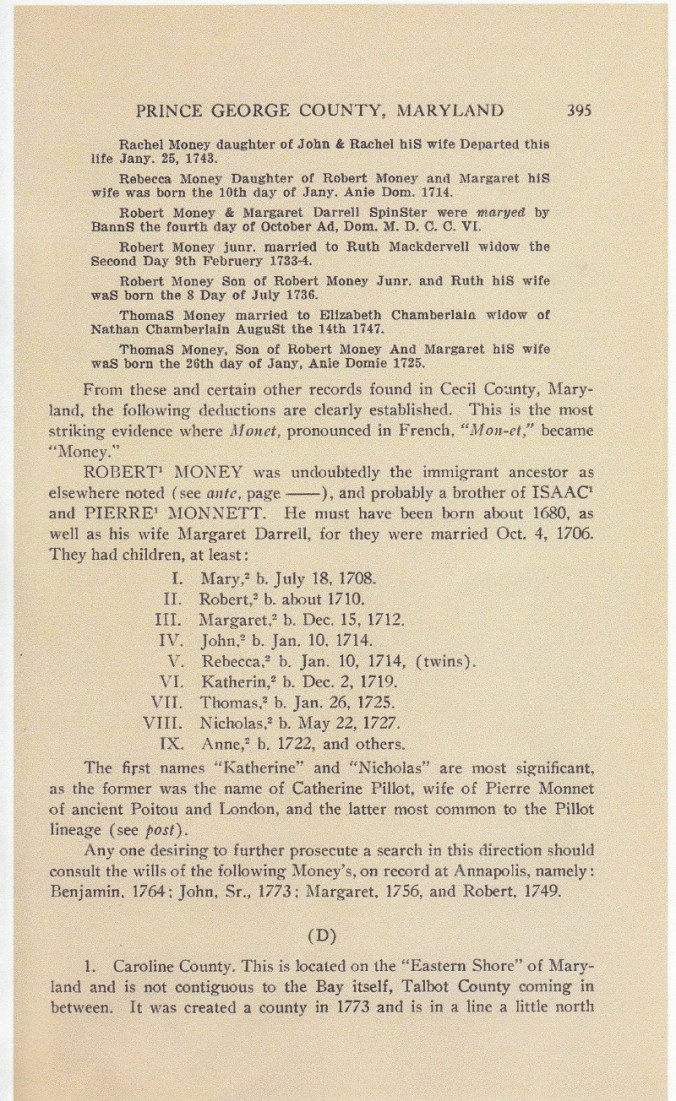 PRINCE GEORGE COUNTY, MARYLAND 395
Rachel Money daughter of John & Rachel hiS wife Departed this
life Jany. 25, 1743.
Rebecca Money Daughter of Robert Money and Margaret hiS
wife was born the 10th day of Jany. Anie Dom. 1714.
Robert Money & Margaret Darrell SpinSter were maryed by
BannS the fourth day of October Ad, Dom. M. D. C. C. VI.
Robert Money junr. married to Ruth Mackdervell widow the
Second Day 9th Februery 1733-4.
Robert Money Son of Robert Money Junr. and Ruth hiS wife
waS born the 8 Day of July 1736.
ThomaS Money married to Elizabeth Chamberlain widow of
Nathan Chamberlain AuguSt the 14th 1747.
ThomaS Money, Son of Robert Money And Margaret hiS wife
waS born the 26th day of Jany, Anie Domie 1725.
From these and certain other records found in Cecil County, Mary-
land, the following deductions are clearly established. This is the most
striking evidence where Monet, pronounced in French, "Mon-et," became
"Money."
ROBERT¹ MONEY was undoubtedly the immigrant ancestor as
elsewhere noted (see ante, page ——), and probably a brother of ISAAC¹
and PIERRE¹ MONNETT. He must have been born about 1680, as
well as his wife Margaret Darrell, for they were married Oct. 4, 1706.
They had children, at least:
I. Mary,² b. July 18, 1708.
II. Robert,² b. about 1710.
III. Margaret,² b. Dec. 15, 1712.
IV. John,² b. Jan. 10, 1714.
V. Rebecca,² b. Jan. 10, 1714, (twins).
VI. Katherin,² b. Dec. 2, 1719.
VII. Thomas,² b. Jan. 26, 1725.
VIII. Nicholas,² b. May 22, 1727.
IX. Anne,² b. 1722, and others.
The first names "Katherine" and "Nicholas" are most significant,
as the former was the name of Catherine Pillot, wife of Pierre Monnet
of ancient Poitou and London, and the latter most common to the Pillot
lineage (see post).
Any one desiring to further prosecute a search in this direction should
consult the wills of the following Money's, on record at Annapolis, namely:
Benjamin, 1764; John, Sr., 1773; Margaret, 1756, and Robert, 1749.
(D)
1. Caroline County. This is located on the "Eastern Shore" of Mary-
land and is not contiguous to the Bay itself, Talbot County coming in
between. It was created a county in 1773 and is in a line a little north